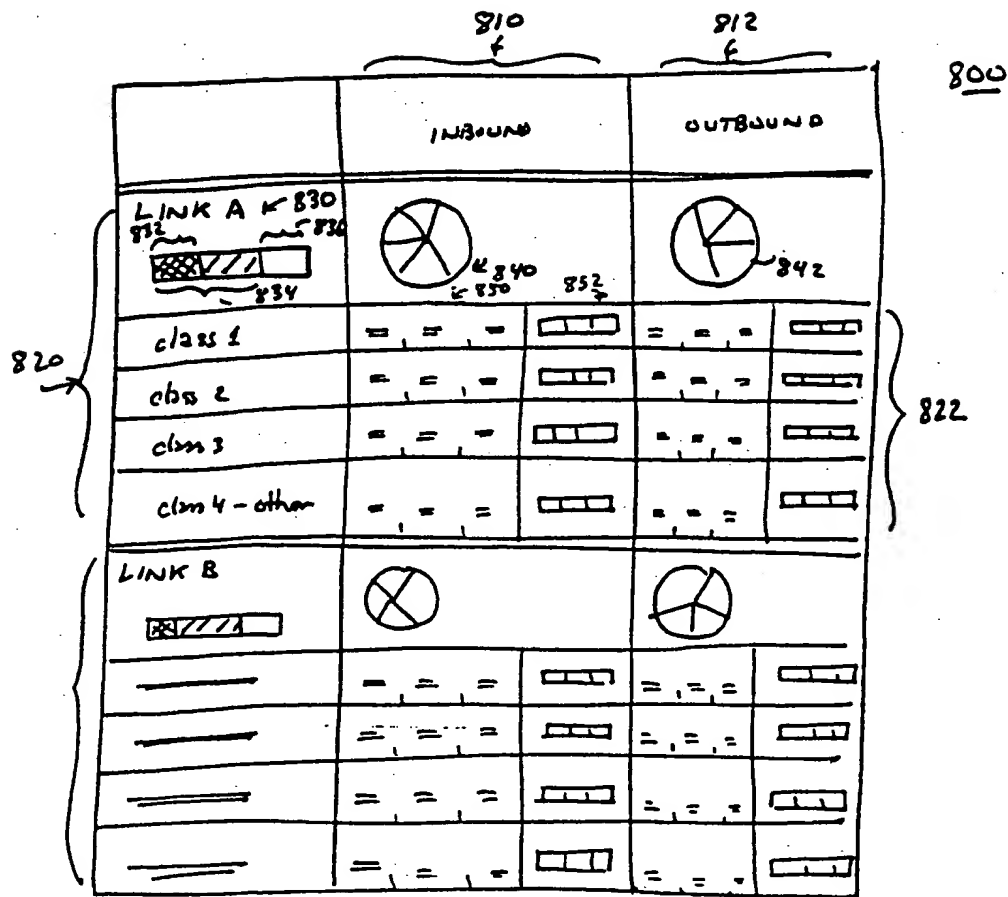 810 812
800
INBOUND OUTBOUND
LINK A 830
832 836
840 842
834 850 852
class 1
820
class 2
822
class 3
class 4 - other
LINK B